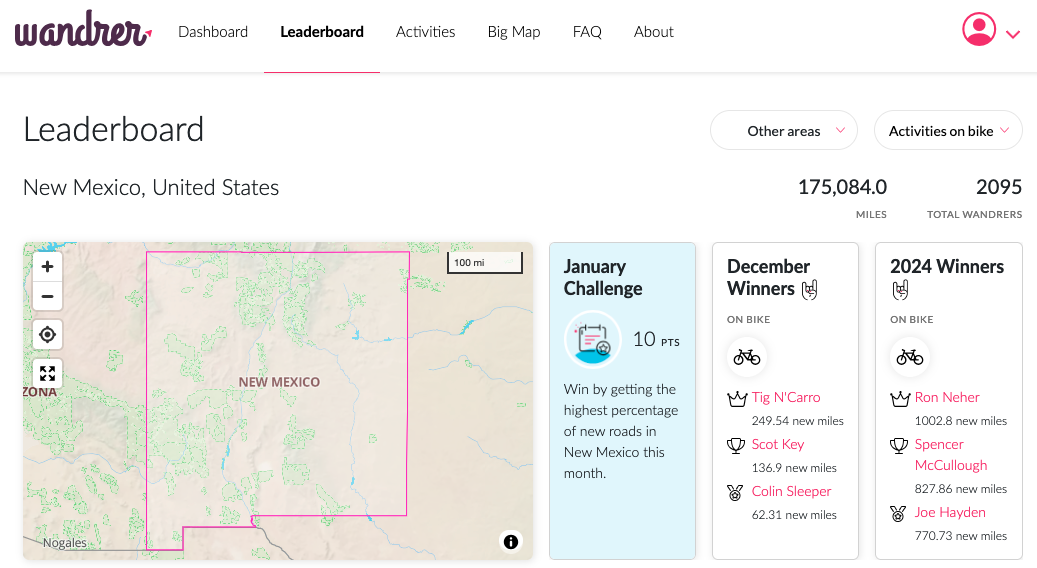 wandrer
Dashboard
Leaderboard
Activities
Big Map
FAQ
About
Leaderboard
Other areas
Activities on bike
New Mexico, United States
175,084.0
MILES
2095
TOTAL WANDRERS
100 mi
NEW MEXICO
ZONA
Nogales
January
Challenge
10 PTS
Win by getting the
highest percentage
of new roads in
New Mexico this
month.
December
Winners
ON BIKE
Tig N'Carro
249.54 new miles
Scot Key
136.9 new miles
Colin Sleeper
62.31 new miles
2024 Winners
ON BIKE
Ron Neher
1002.8 new miles
Spencer
McCullough
827.86 new miles
Joe Hayden
770.73 new miles